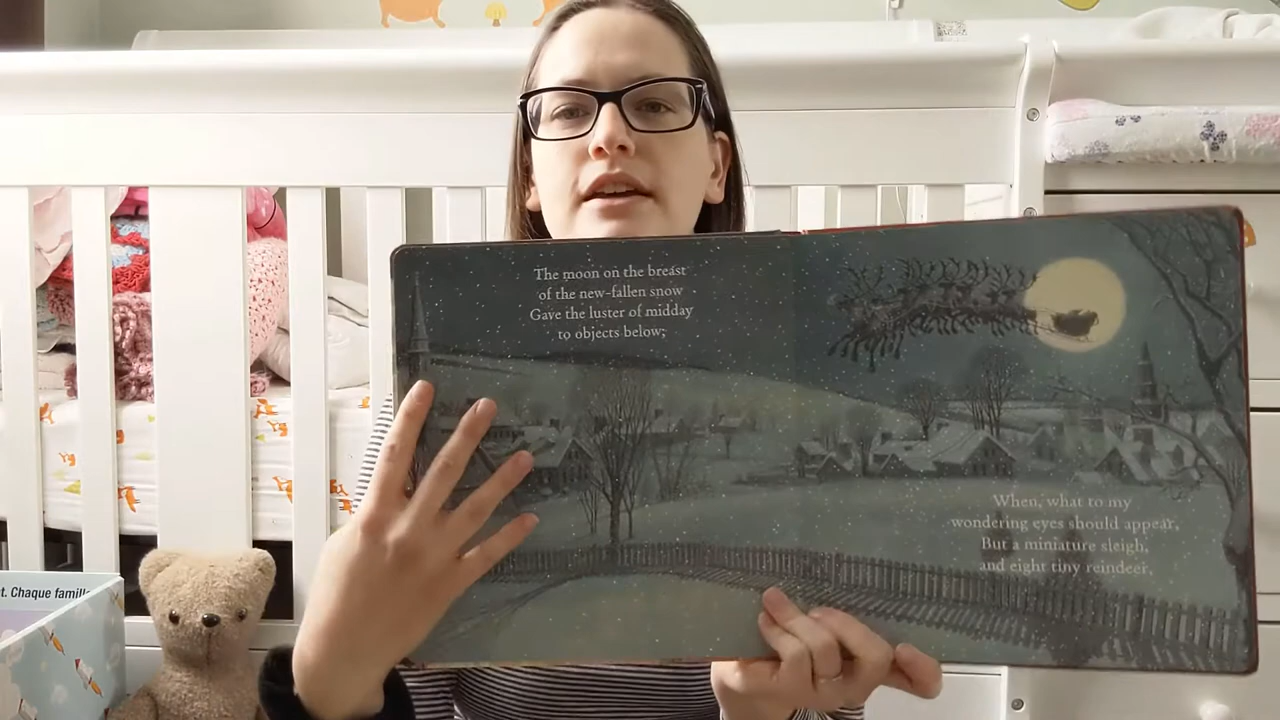 The moon on the breast
of the new-fallen snow
Gave the luster of midday
to objects below;
When, what to my
wondering eyes should appear,
But a miniature sleigh,
and eight tiny reindeer,
t. Chaque famill